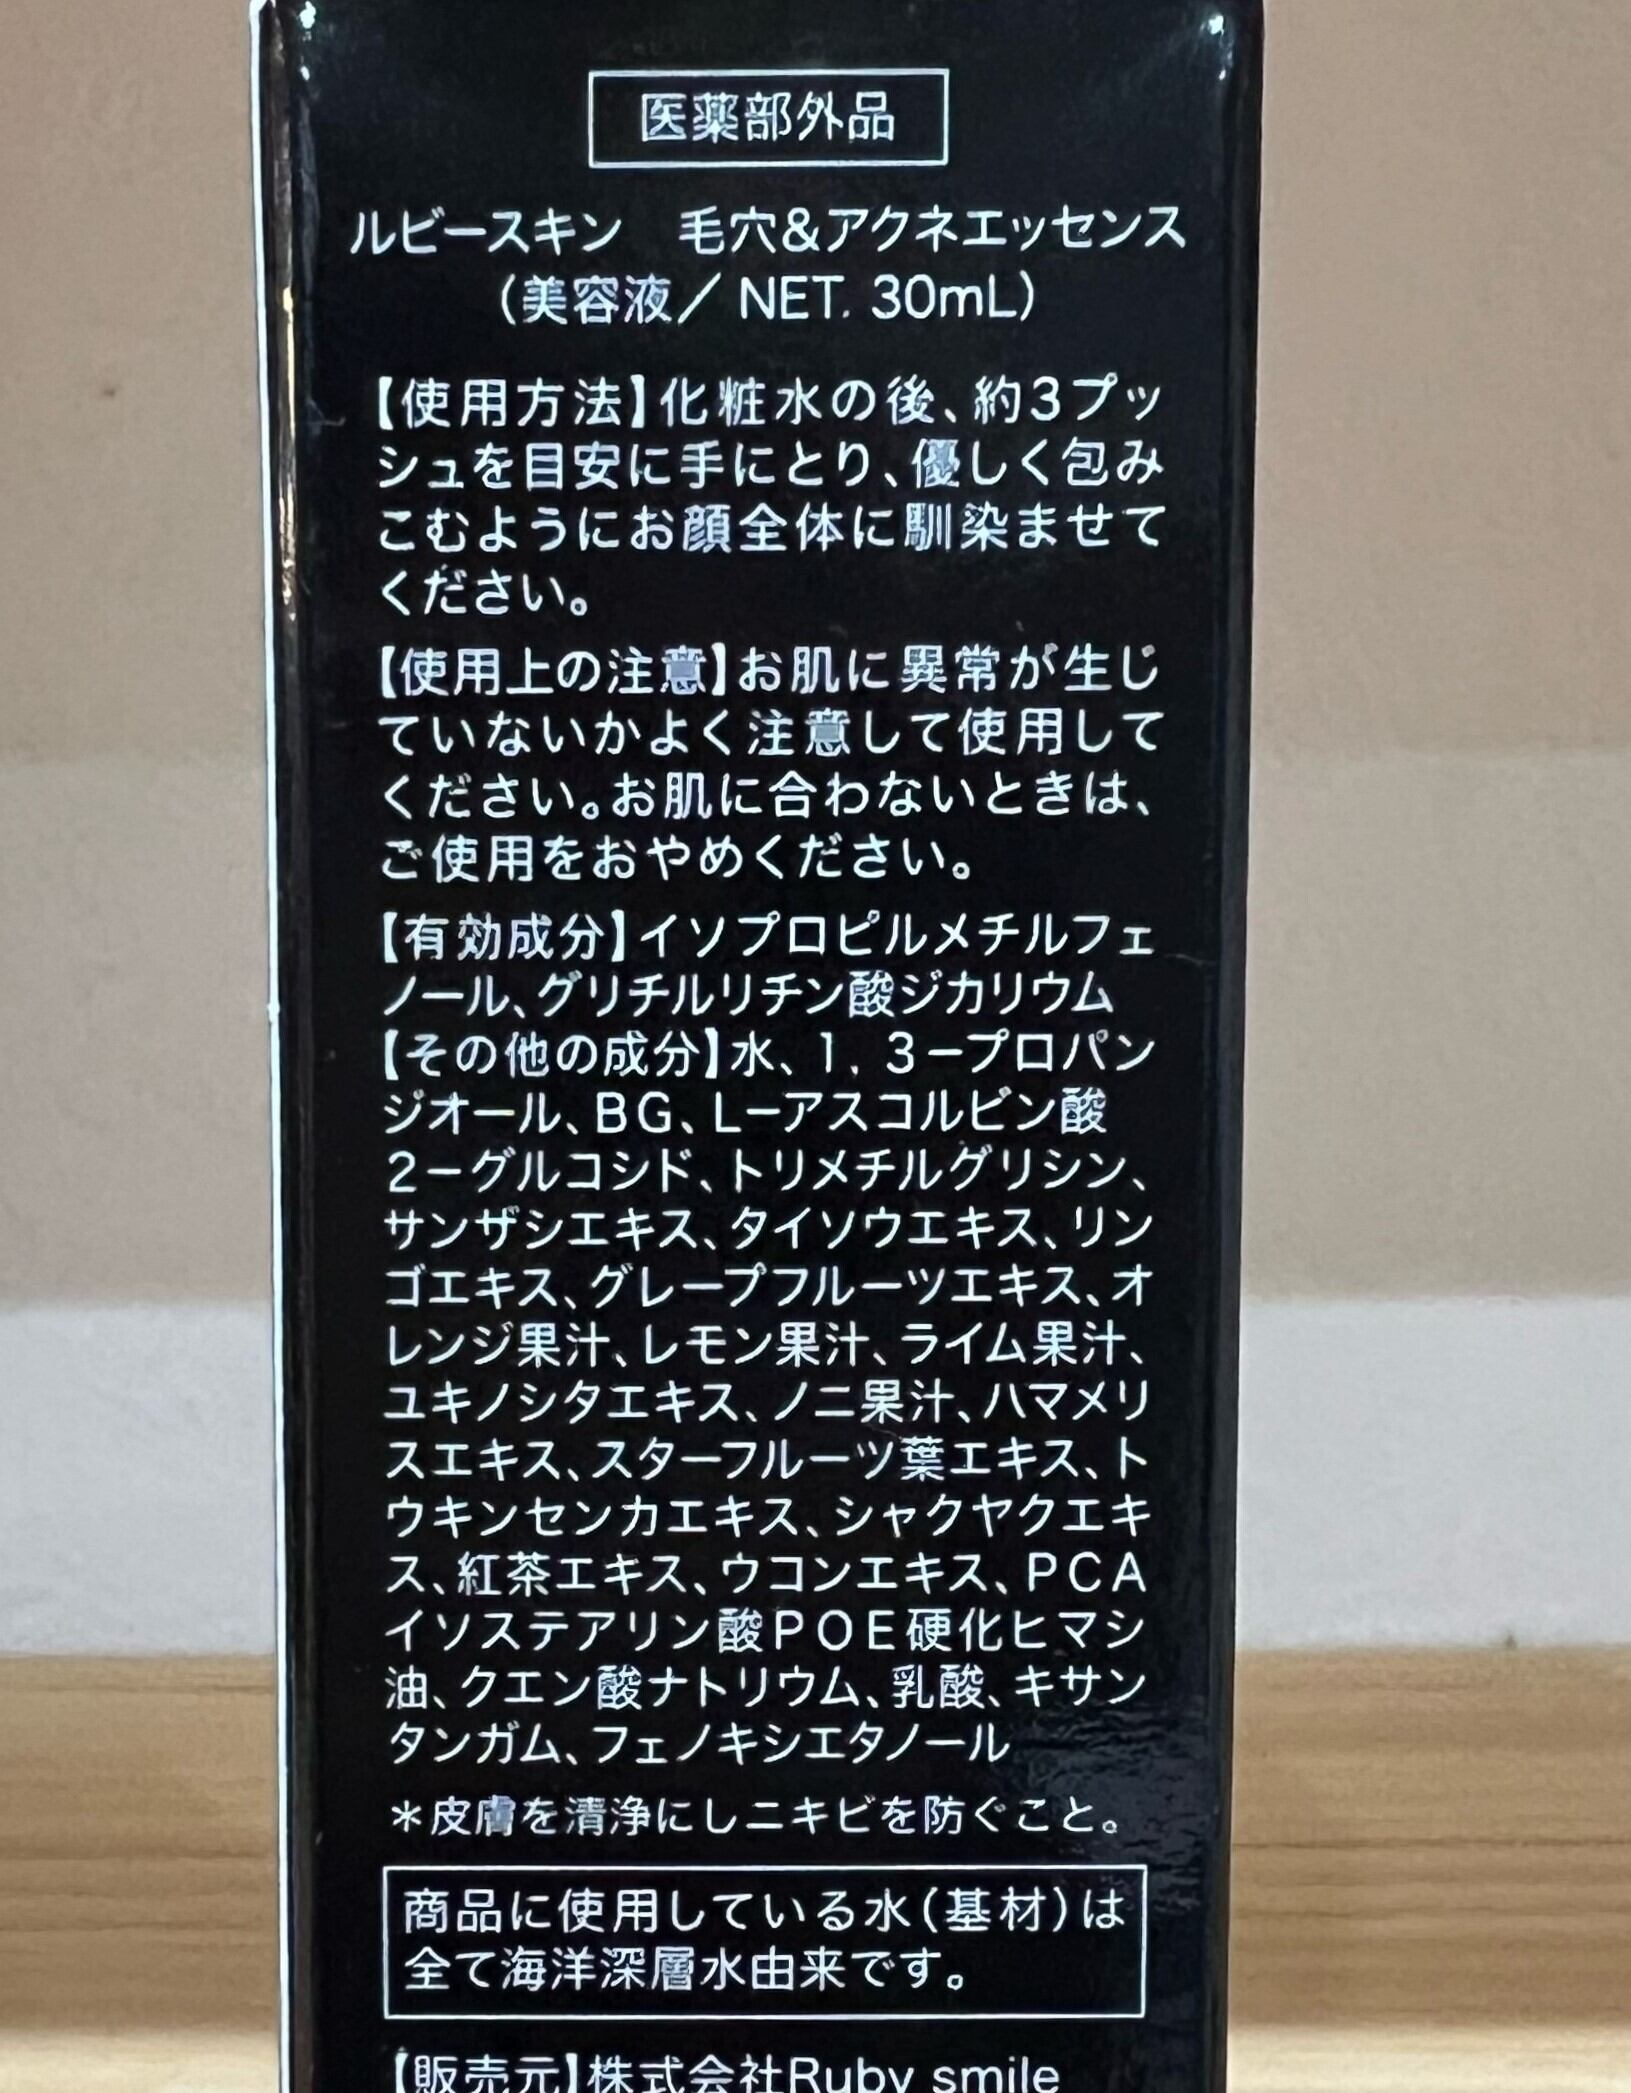 医薬部外品
ルビースキン 毛穴&アクネエッセンス
(美容液/NET. 30mL)
【使用方法】化粧水の後、約3プッ
シュを目安に手にとり、優しく包み
こむようにお顔全体に馴染ませて
ください。
【使用上の注意】お肌に異常が生じ
ていないかよく注意して使用して
ください。お肌に合わないときは、
ご使用をおやめください。
【有効成分】イソプロピルメチルフェ
ノール、グリチルリチン酸ジカリウム
【その他の成分】水、1,3-プロパン
ジオール、BG、L-アスコルビン酸
2-グルコシド、トリメチルグリシン、
サンザシエキス、タイソウエキス、リン
ゴエキス、グレープフルーツエキス、オ
レンジ果汁、レモン果汁、ライム果汁、
ユキノシタエキス、ノニ果汁、ハマメリ
スエキス、スターフルーツ葉エキス、ト
ウキンセンカエキス、シャクヤクエキ
ス、紅茶エキス、ウコンエキス、PCA
イソステアリン酸POE硬化ヒマシ
油、クエン酸ナトリウム、乳酸、キサン
タンガム、フェノキシエタノール
*皮膚を清浄にしニキビを防ぐこと。
商品に使用している水(基材)は
全て海洋深層水由来です。
【販売元】株式会社Ruby smile